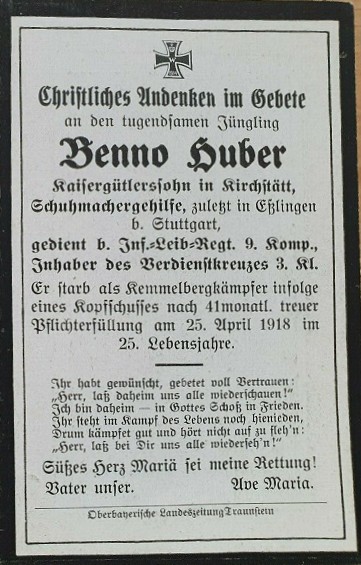 Christliches Andenken im Gebete
an den tugendsamen Jüngling
Benno Huber
Kaisergütlerssohn in Kirchstätt,
Schuhmachergehilfe, zuletzt in Eßlingen
b. Stuttgart,
gedient b. Inf.-Leib-Regt. 9. Komp.,
Inhaber des Verdienstkreuzes 3. Kl.
Er starb als Kemmelbergkämpfer infolge
eines Kopfschusses nach 41monatl. treuer
Pflichterfüllung am 25. April 1918 im
25. Lebensjahre.
Ihr habt gewünscht, gebetet voll Vertrauen:
„Herr, laß daheim uns alle wiederschauen!"
Ich bin daheim — in Gottes Schoß in Frieden.
Ihr steht im Kampf des Lebens noch hienieden,
Drum kämpfet gut und hört nicht auf zu fleh'n:
„Herr, laß bei Dir uns alle wiederseh'n!"
Süßes Herz Mariä sei meine Rettung!
Vater unser. Ave Maria.
Oberbayerische Landeszeitung Traunstein